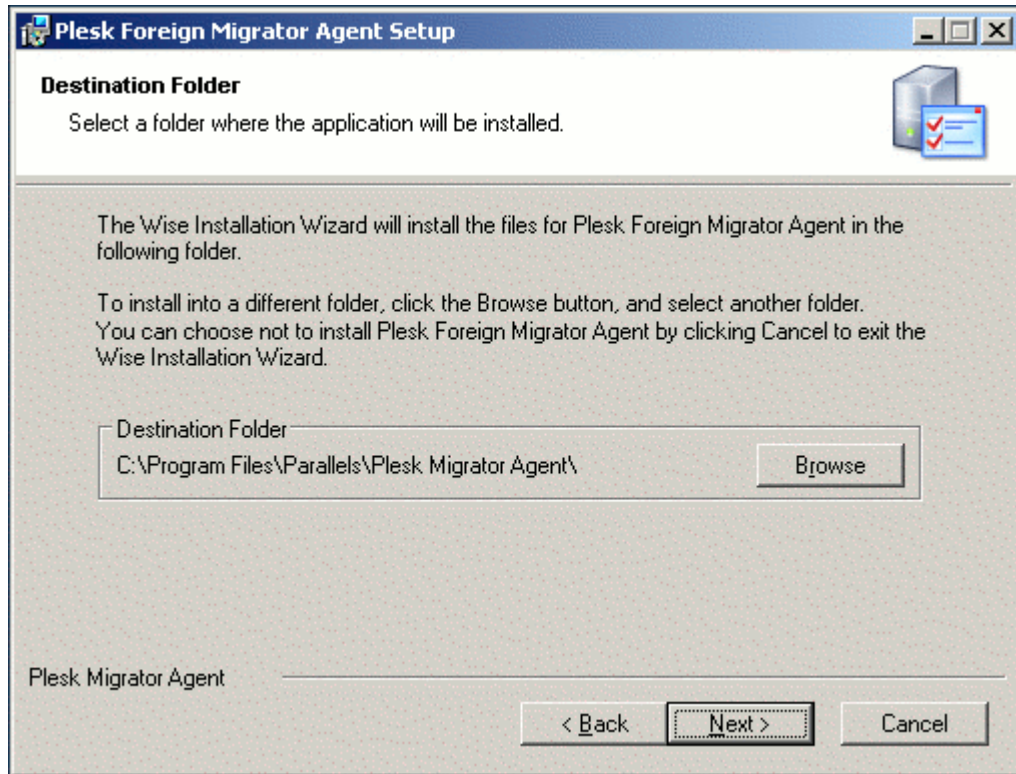 Plesk Foreign Migrator Agent Setup
Destination Folder
Select a folder where the application will be installed.
The Wise Installation Wizard will install the files for Plesk Foreign Migrator Agent in the
following folder.
To install into a different folder, click the Browse button, and select another folder.
You can choose not to install Plesk Foreign Migrator Agent by clicking Cancel to exit the
Wise Installation Wizard.
Destination Folder
C:\Program Files\Parallels\Plesk Migrator Agent\
Browse
Plesk Migrator Agent
< Back
Next >
Cancel